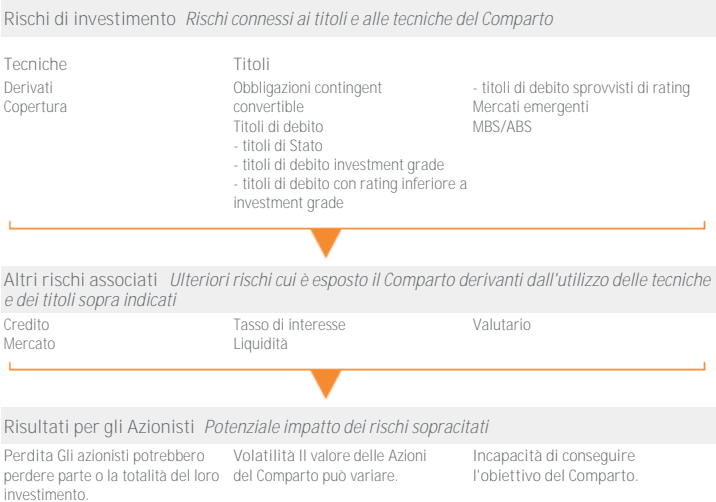 Rischi di investimento Rischi connessi ai titoli e alle tecniche del Comparto
Tecniche
Derivati
Copertura
Titoli
Obbligazioni contingent
convertible
Titoli di debito
- titoli di Stato
- titoli di debito investment grade
- titoli di debito con rating inferiore a
investment grade
- titoli di debito sprovvisti di rating
Mercati emergenti
MBS/ABS
Altri rischi associati Ulteriori rischi cui è esposto il Comparto derivanti dall'utilizzo delle tecniche
e dei titoli sopra indicati
Credito
Mercato
Tasso di interesse
Liquidità
Valutario
Risultati per gli Azionisti Potenziale impatto dei rischi sopracitati
Perdita Gli azionisti potrebbero
perdere parte o la totalità del loro
investimento.
Volatilità Il valore delle Azioni
del Comparto può variare.
Incapacità di conseguire
l'obiettivo del Comparto.